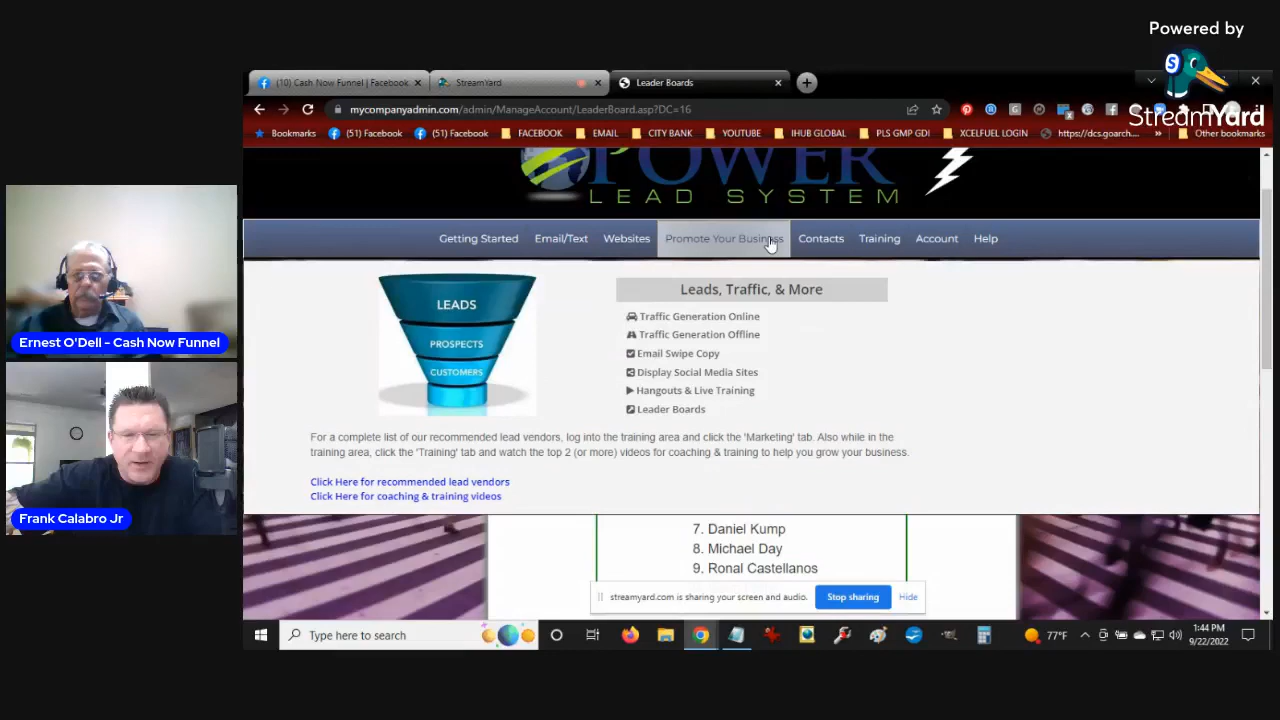 Powered by
StreamYard
(10) Cash Now Funnel | Facebook
StreamYard
Leader Boards
mycompanyadmin.com/admin/ManageAccount/LeaderBoard.asp?DC=16
Bookmarks
(51) Facebook
(51) Facebook
FACEBOOK
EMAIL
CITY BANK
YOUTUBE
IHUB GLOBAL
PLS GMP GDI
XCELFUEL LOGIN
https://dcs.goarch....
Other bookmarks
POWER
LEAD SYSTEM
Getting Started
Email/Text
Websites
Promote Your Business
Contacts
Training
Account
Help
LEADS
PROSPECTS
CUSTOMERS
Leads, Traffic, & More
Traffic Generation Online
Traffic Generation Offline
Email Swipe Copy
Display Social Media Sites
Hangouts & Live Training
Leader Boards
For a complete list of our recommended lead vendors, log into the training area and click the 'Marketing' tab. Also while in the
training area, click the 'Training' tab and watch the top 2 (or more) videos for coaching & training to help you grow your business.
Click Here for recommended lead vendors
Click Here for coaching & training videos
7. Daniel Kump
8. Michael Day
9. Ronal Castellanos
streamyard.com is sharing your screen and audio.
Stop sharing
Hide
Type here to search
77°F
1:44 PM
9/22/2022
Ernest O'Dell - Cash Now Funnel
Frank Calabro Jr